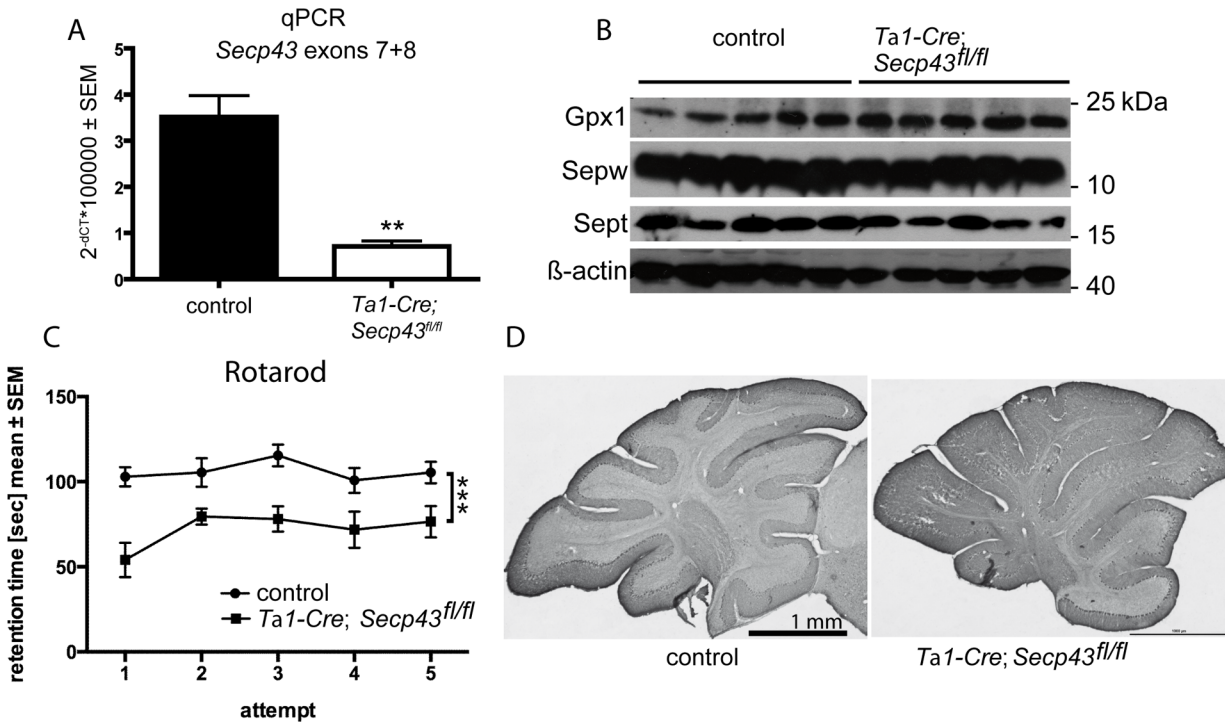 A
qPCR
Secp43 exons 7+8
2-dCT*100000 ± SEM
5
4
3
2
1
0
**
control
Ta1-Cre;
Secp43fl/fl
B
control
Ta1-Cre;
Secp43fl/fl
Gpx1
Sepw
Sept
ß-actin
25 kDa
10
15
40
C
Rotarod
retention time [sec] mean ± SEM
150
100
50
0
***
control
Ta1-Cre; Secp43fl/fl
1 2 3 4 5
attempt
D
1 mm
control
Ta1-Cre; Secp43fl/fl